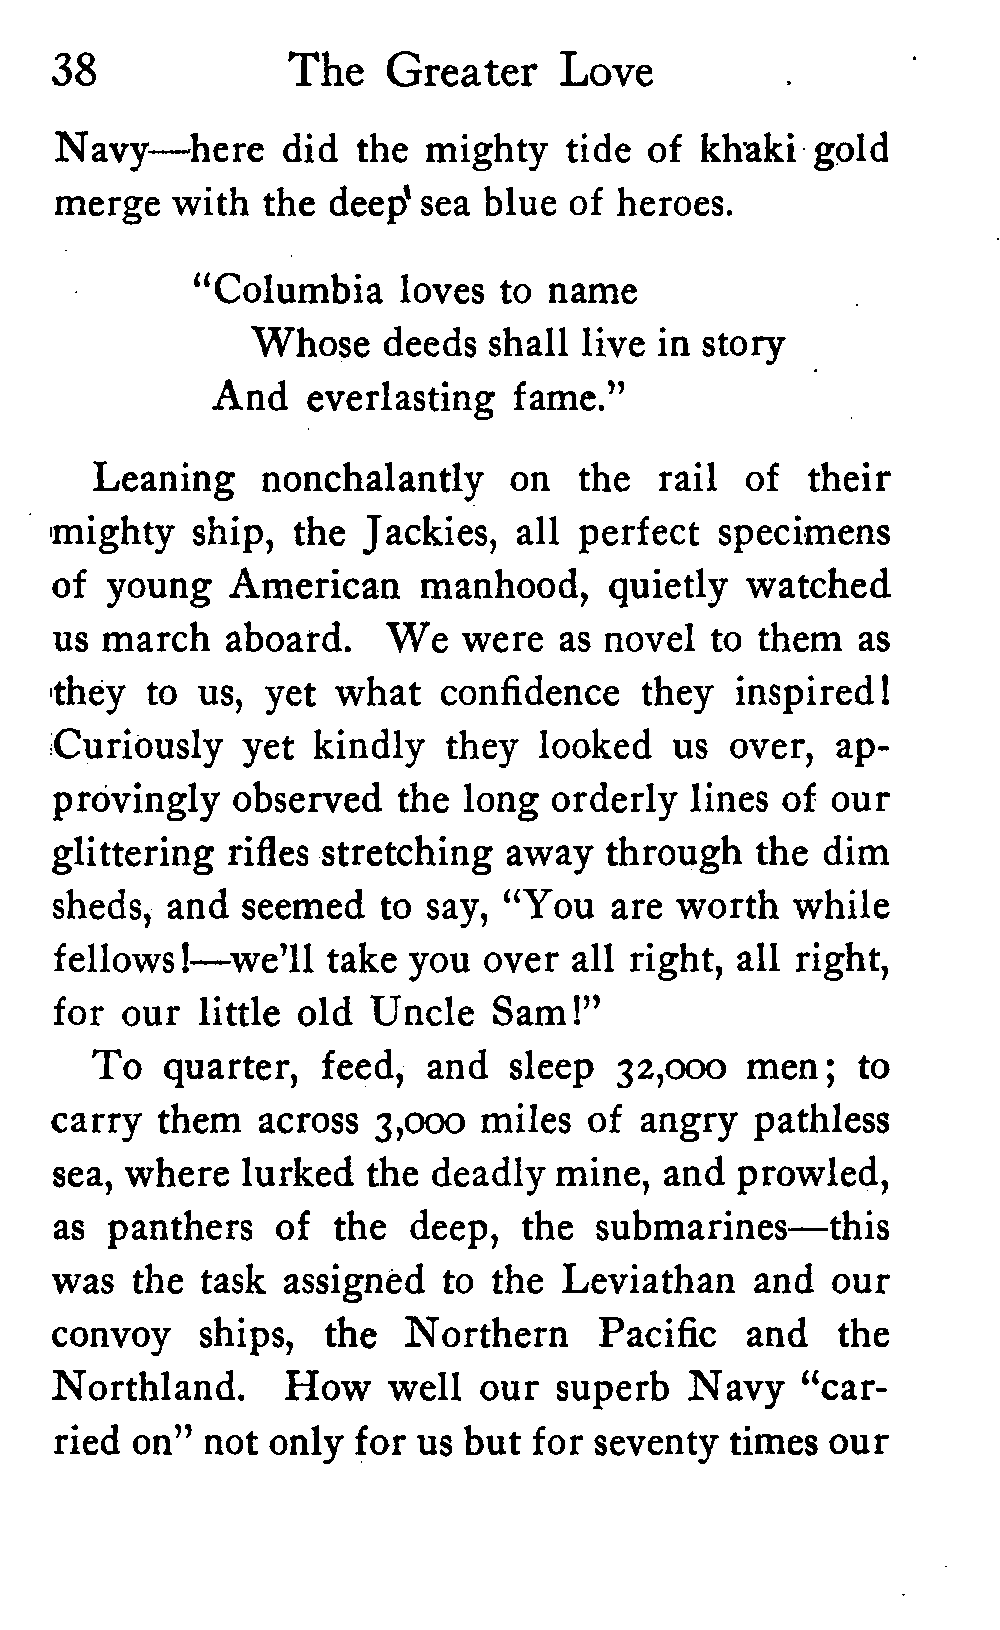 38 The Greater Love
Navy—here did the mighty tide of khaki gold
merge with the deep sea blue of heroes.
"Columbia loves to name
Whose deeds shall live in story
And everlasting fame."
Leaning nonchalantly on the rail of their
mighty ship, the Jackies, all perfect specimens
of young American manhood, quietly watched
us march aboard. We were as novel to them as
they to us, yet what confidence they inspired!
Curiously yet kindly they looked us over, ap-
provingly observed the long orderly lines of our
glittering rifles stretching away through the dim
sheds, and seemed to say, "You are worth while
fellows!—we'll take you over all right, all right,
for our little old Uncle Sam!"
To quarter, feed, and sleep 32,000 men; to
carry them across 3,000 miles of angry pathless
sea, where lurked the deadly mine, and prowled,
as panthers of the deep, the submarines—this
was the task assigned to the Leviathan and our
convoy ships, the Northern Pacific and the
Northland. How well our superb Navy "car-
ried on" not only for us but for seventy times our